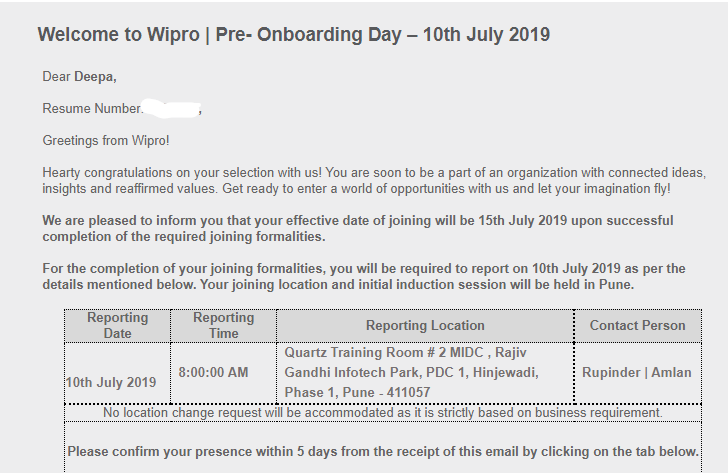 Welcome to Wipro | Pre- Onboarding Day – 10th July 2019
Dear Deepa,
Resume Number: ,
Greetings from Wipro!
Hearty congratulations on your selection with us! You are soon to be a part of an organization with connected ideas,
insights and reaffirmed values. Get ready to enter a world of opportunities with us and let your imagination fly!
We are pleased to inform you that your effective date of joining will be 15th July 2019 upon successful
completion of the required joining formalities.
For the completion of your joining formalities, you will be required to report on 10th July 2019 as per the
details mentioned below. Your joining location and initial induction session will be held in Pune.
Reporting Date
Reporting Time
Reporting Location
Contact Person
10th July 2019
8:00:00 AM
Quartz Training Room # 2 MIDC , Rajiv
Gandhi Infotech Park, PDC 1, Hinjewadi,
Phase 1, Pune - 411057
Rupinder | Amlan
No location change request will be accommodated as it is strictly based on business requirement.
Please confirm your presence within 5 days from the receipt of this email by clicking on the tab below.